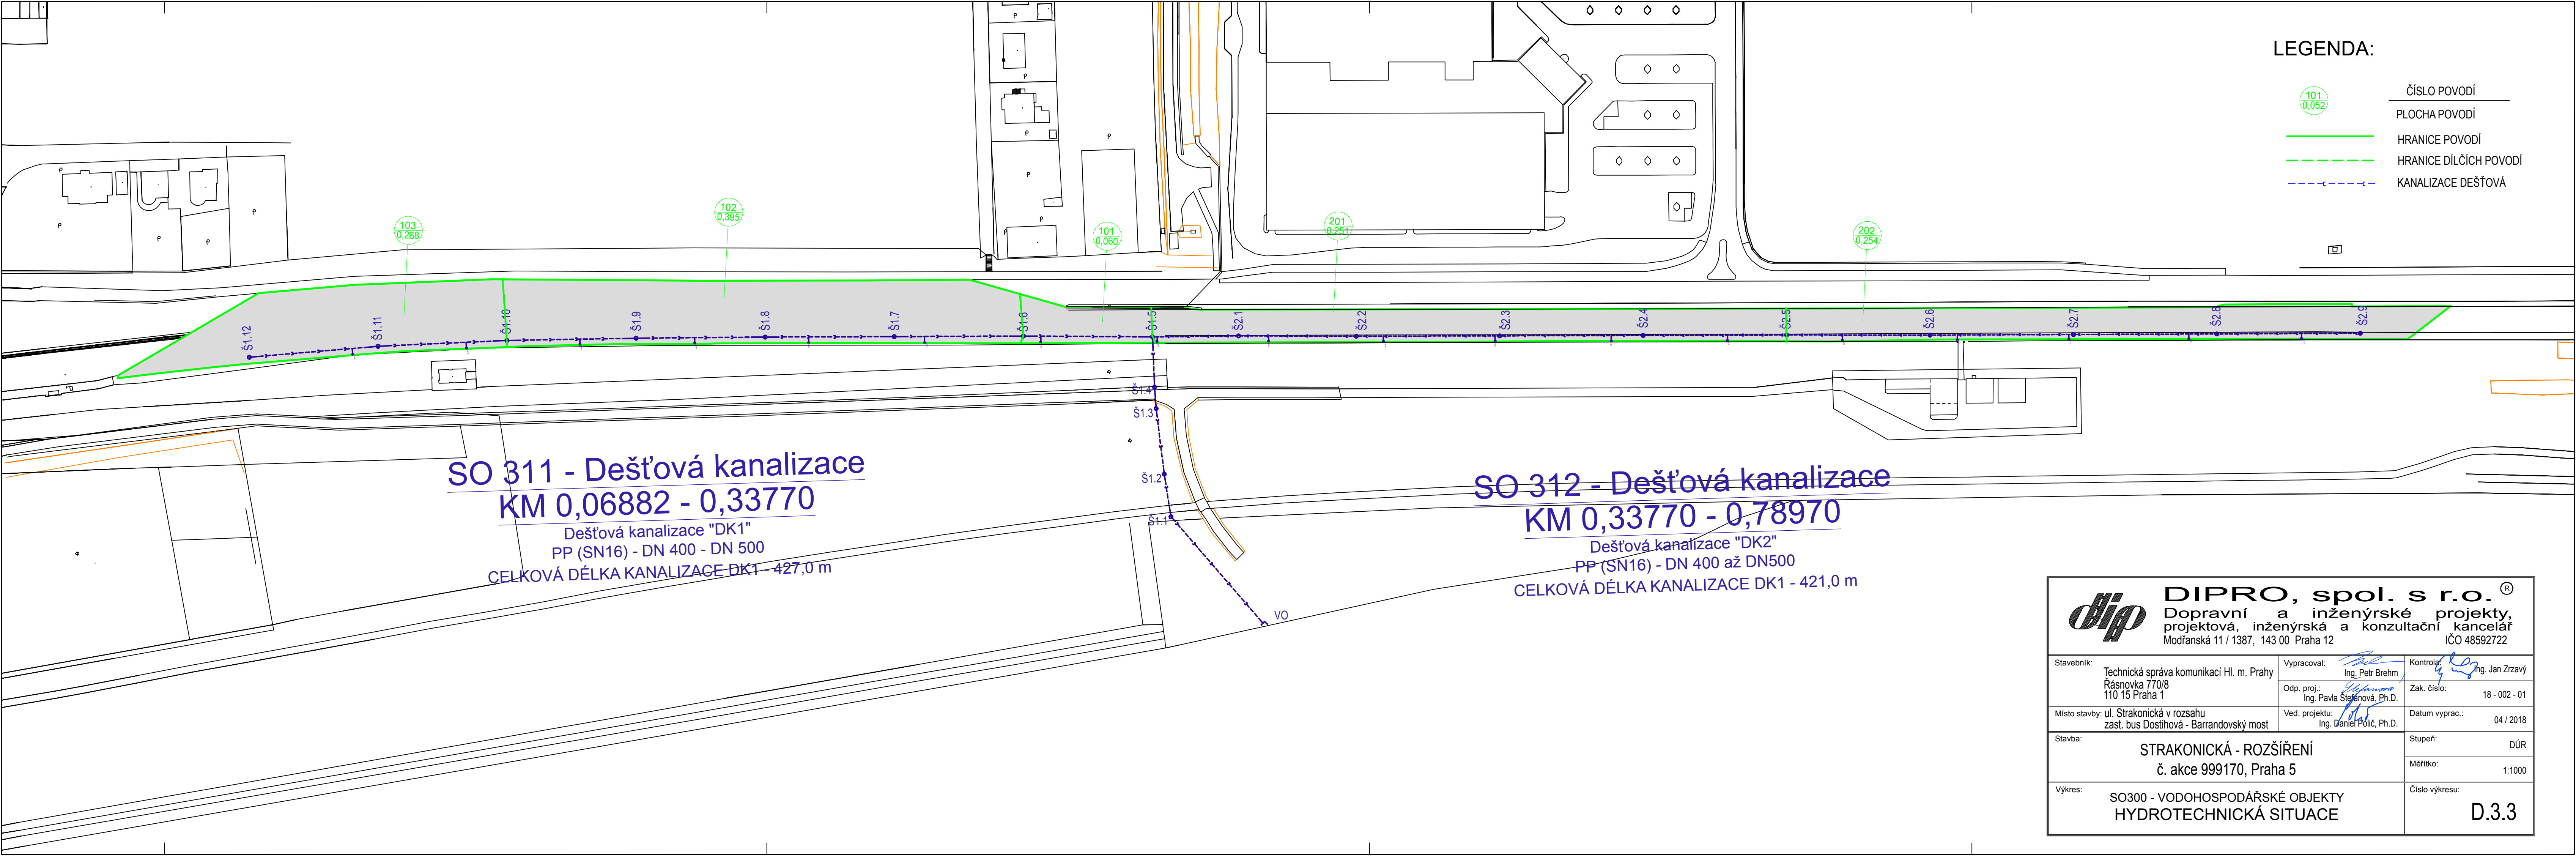 LEGENDA:
101
0.052
ČÍSLO POVODÍ
PLOCHA POVODÍ
HRANICE POVODÍ
HRANICE DÍLČÍCH POVODÍ
KANALIZACE DEŠŤOVÁ
103
0.268
102
0.395
101
0.060
201
202
0.254
Š1.12
Š1.11
Š1.10
Š1.9
Š1.8
Š1.7
Š1.6
Š1.5
Š2.1
Š2.2
Š2.3
Š2.4
Š2.5
Š2.6
Š2.7
Š2.8
Š2.9
Š1.4
Š1.3
Š1.2
Š1.1
VO
SO 311 - Dešťová kanalizace
KM 0,06882 - 0,33770
Dešťová kanalizace "DK1"
PP (SN16) - DN 400 - DN 500
CELKOVÁ DÉLKA KANALIZACE DK1 - 427,0 m
SO 312 - Dešťová kanalizace
KM 0,33770 - 0,78970
Dešťová kanalizace "DK2"
PP (SN16) - DN 400 až DN500
CELKOVÁ DÉLKA KANALIZACE DK1 - 421,0 m
dip
DIPRO, spol. s r.o. ®
Dopravní a inženýrské projekty,
projektová, inženýrská a konzultační kancelář
Modřanská 11 / 1387, 143 00 Praha 12 IČO 48592722
Stavebník:
Technická správa komunikací Hl. m. Prahy
Řásnovka 770/8
110 15 Praha 1
Vypracoval:
Ing. Petr Brehm
Kontrola:
Ing. Jan Zrzavý
Odp. proj.:
Ing. Pavla Štefanová, Ph.D.
Zak. číslo:
18 - 002 - 01
Místo stavby: ul. Strakonická v rozsahu
zast. bus Dostihová - Barrandovský most
Ved. projektu:
Ing. Daniel Polič, Ph.D.
Datum vyprac.:
04 / 2018
Stavba:
STRAKONICKÁ - ROZŠÍŘENÍ
č. akce 999170, Praha 5
Stupeň:
DÚR
Měřítko:
1:1000
Výkres:
SO300 - VODOHOSPODÁŘSKÉ OBJEKTY
HYDROTECHNICKÁ SITUACE
Číslo výkresu:
D.3.3